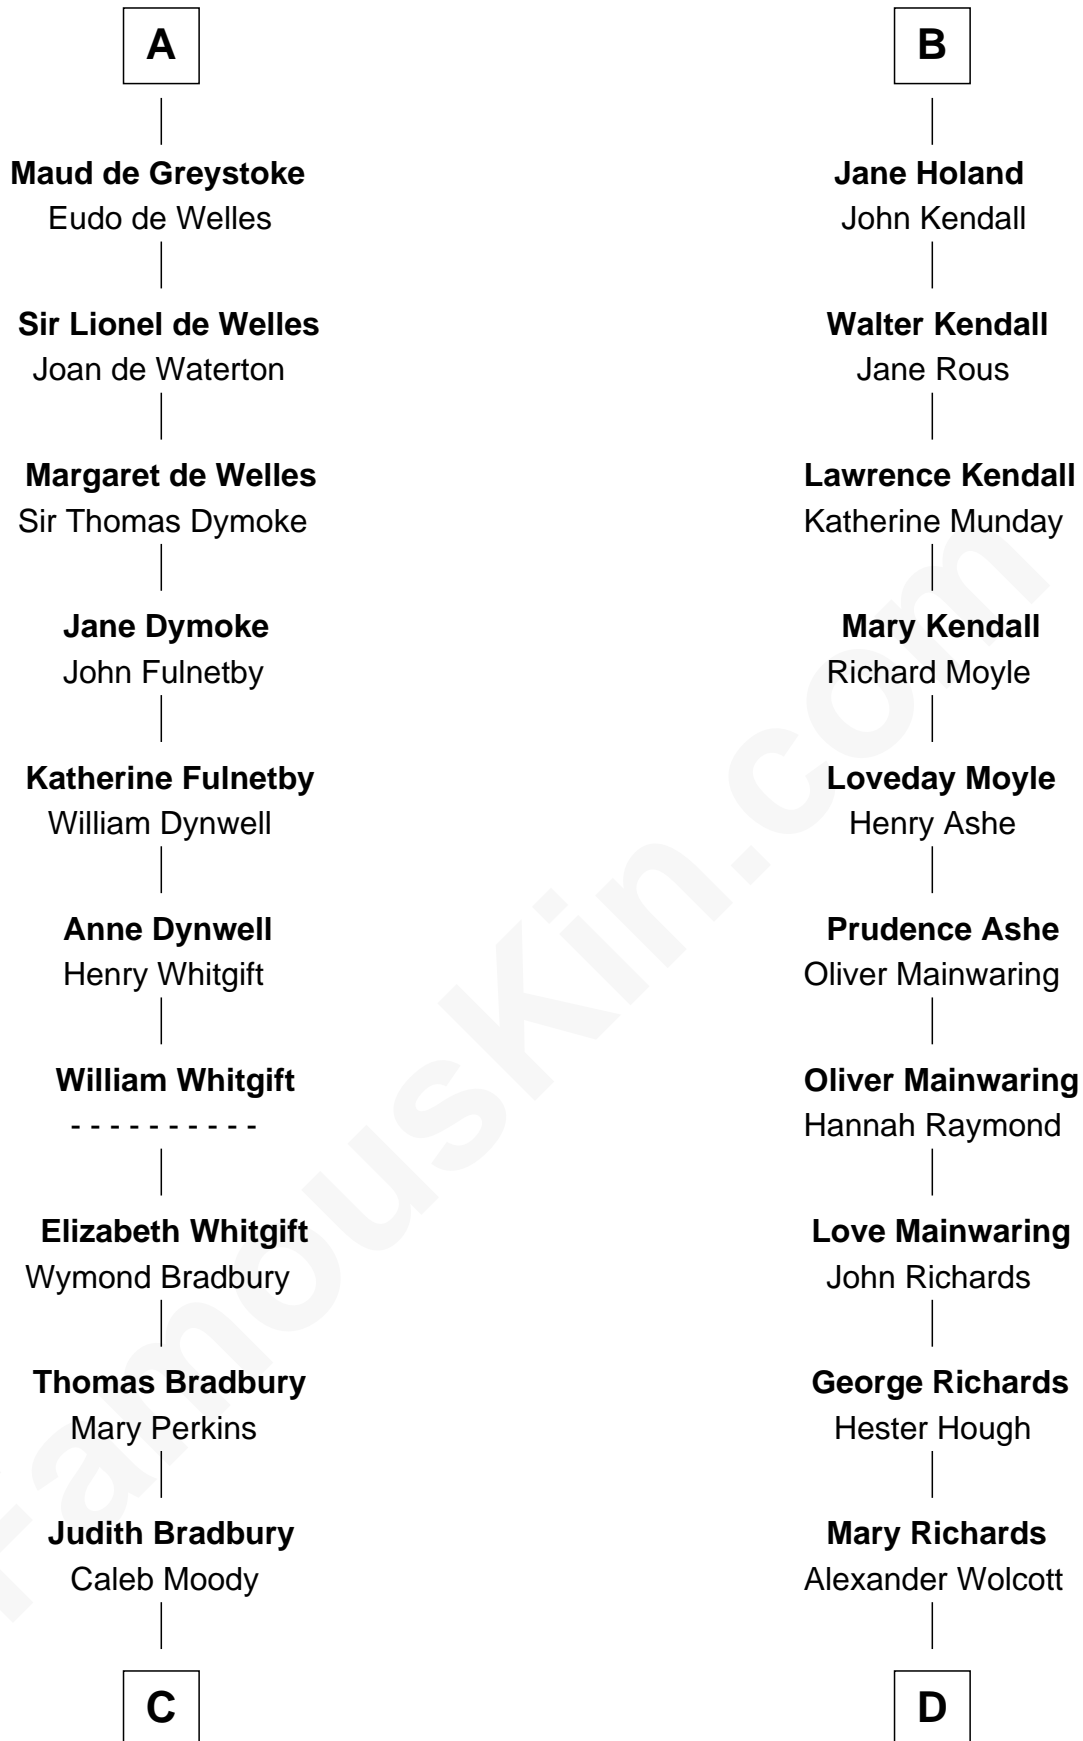 A
Maud de Greystoke
Eudo de Welles
Sir Lionel de Welles
Joan de Waterton
Margaret de Welles
Sir Thomas Dymoke
Jane Dymoke
John Fulnetby
Katherine Fulnetby
William Dynwell
Anne Dynwell
Henry Whitgift
William Whitgift
- - - - - - - - - -
Elizabeth Whitgift
Wymond Bradbury
Thomas Bradbury
Mary Perkins
Judith Bradbury
Caleb Moody
C
B
Jane Holand
John Kendall
Walter Kendall
Jane Rous
Lawrence Kendall
Katherine Munday
Mary Kendall
Richard Moyle
Loveday Moyle
Henry Ashe
Prudence Ashe
Oliver Mainwaring
Oliver Mainwaring
Hannah Raymond
Love Mainwaring
John Richards
George Richards
Hester Hough
Mary Richards
Alexander Wolcott
D
FamousKin.com